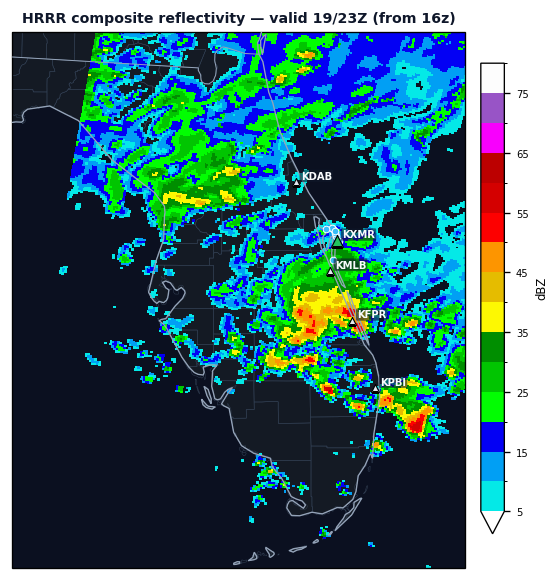 HRRR composite reflectivity — valid 19/23Z (from 16z)
KDAB
KXMR
KMLB
KFPR
KPBI
75
65
55
45
35
25
15
5
dBZ